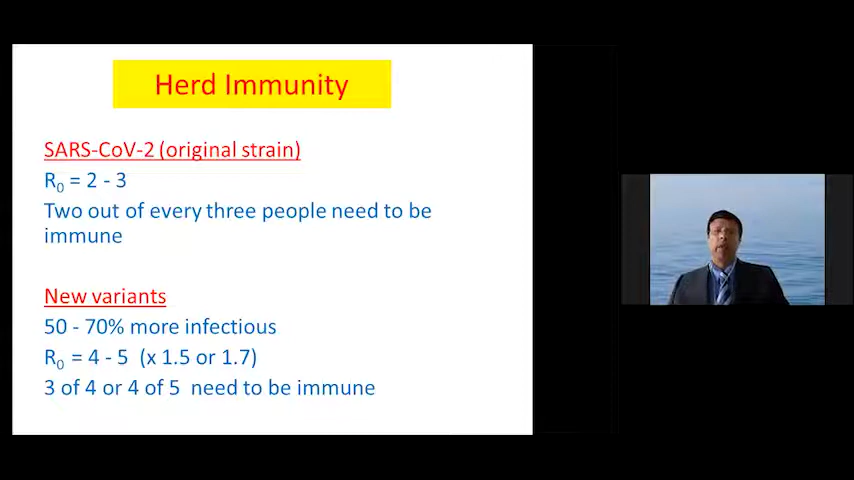 Herd Immunity
SARS-CoV-2 (original strain)
R₀ = 2 - 3
Two out of every three people need to be
immune
New variants
50 - 70% more infectious
R₀ = 4 - 5 (x 1.5 or 1.7)
3 of 4 or 4 of 5 need to be immune